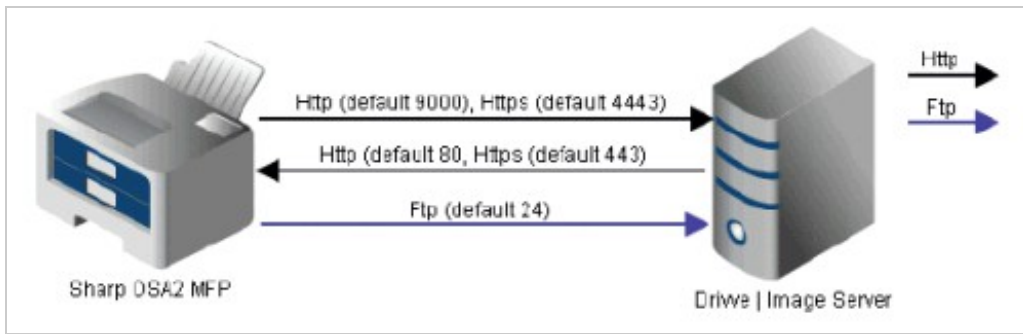 Http (default 9000), Https (default 4443)
Http (default 80, Https (default 443)
Ftp (default 24)
Sharp OSA2 MFP
Drivve | Image Server
Http
Ftp